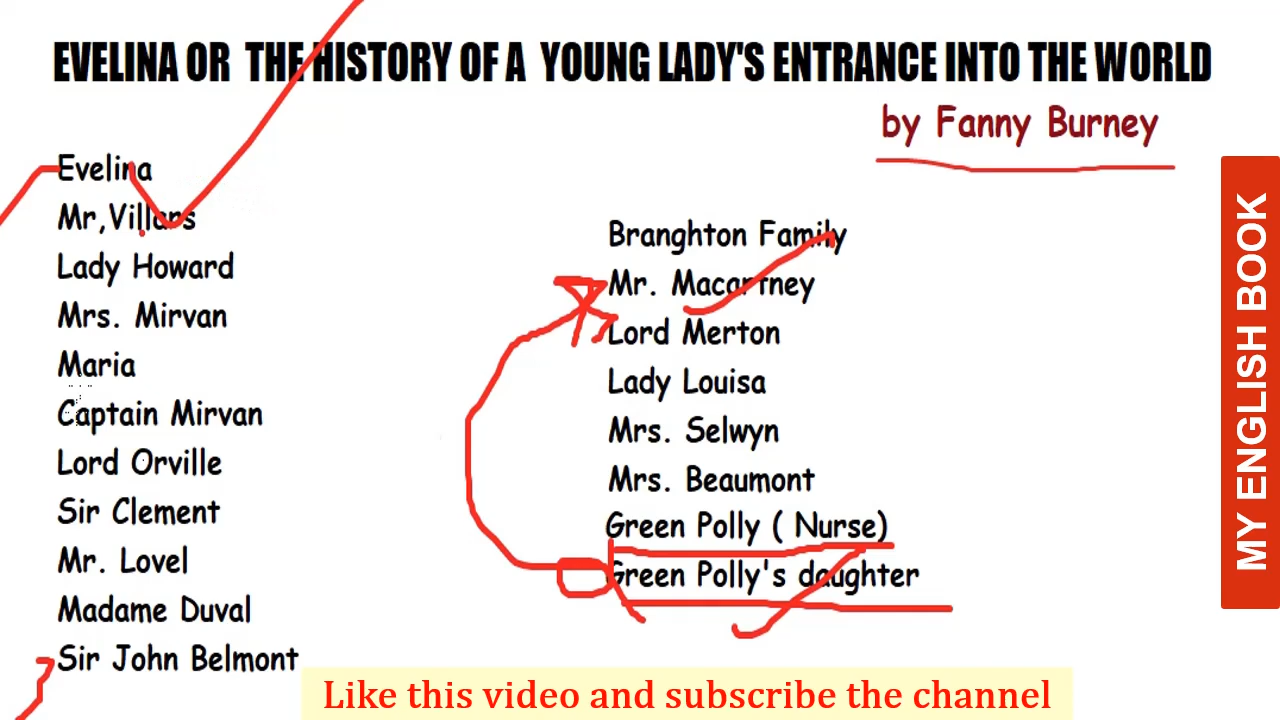 EVELINA OR THE HISTORY OF A YOUNG LADY'S ENTRANCE INTO THE WORLD
by Fanny Burney
Evelina
Mr,Villars
Lady Howard
Mrs. Mirvan
Maria
Captain Mirvan
Lord Orville
Sir Clement
Mr. Lovel
Madame Duval
Sir John Belmont
Branghton Family
Mr. Macartney
Lord Merton
Lady Louisa
Mrs. Selwyn
Mrs. Beaumont
Green Polly ( Nurse)
Green Polly's daughter
MY ENGLISH BOOK
Like this video and subscribe the channel